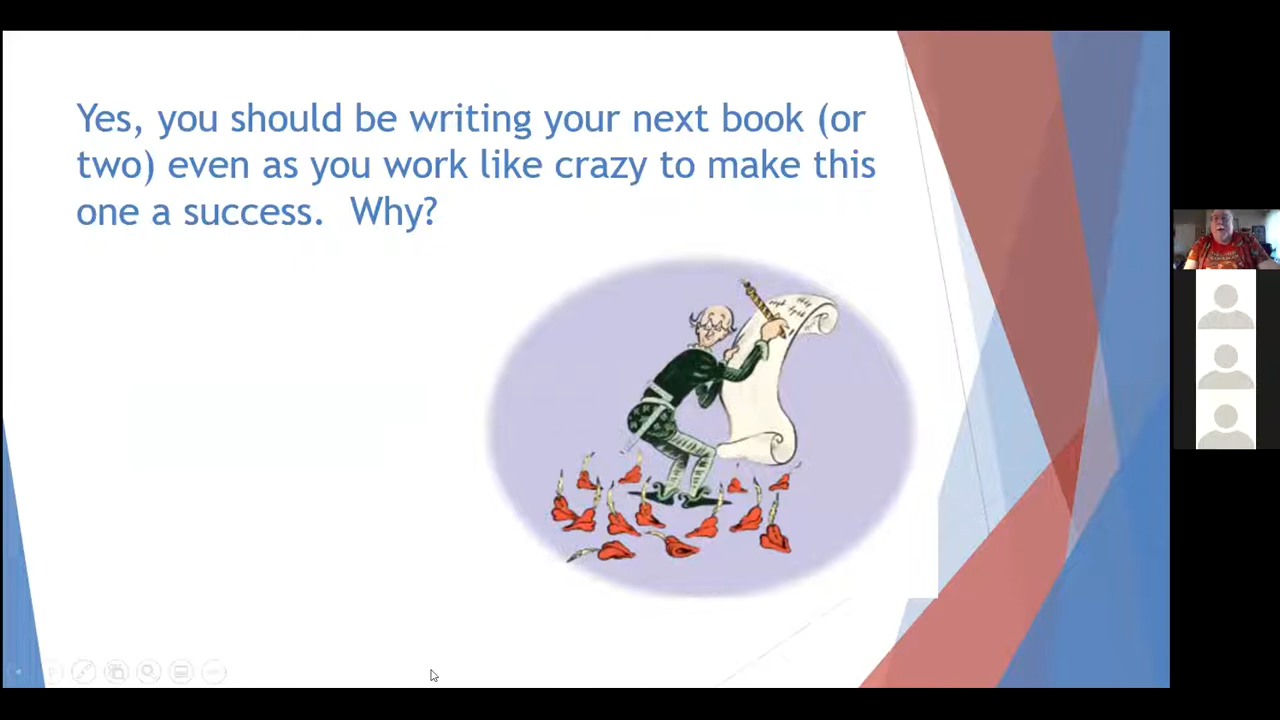 Yes, you should be writing your next book (or
two) even as you work like crazy to make this
one a success.  Why?